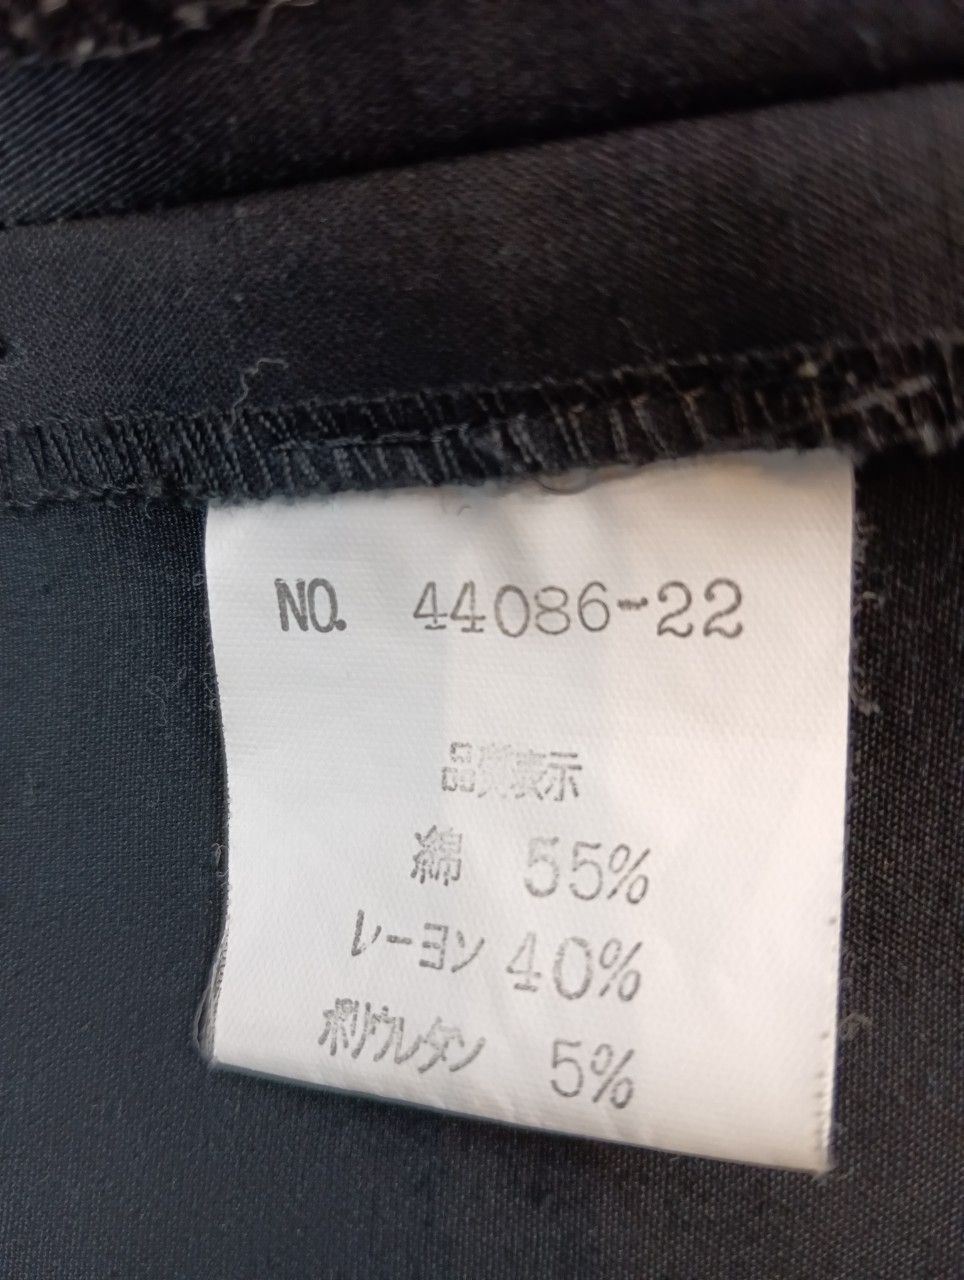 NO. 44086-22
品質表示
綿 55%
レーヨン 40%
ポリウレタン 5%